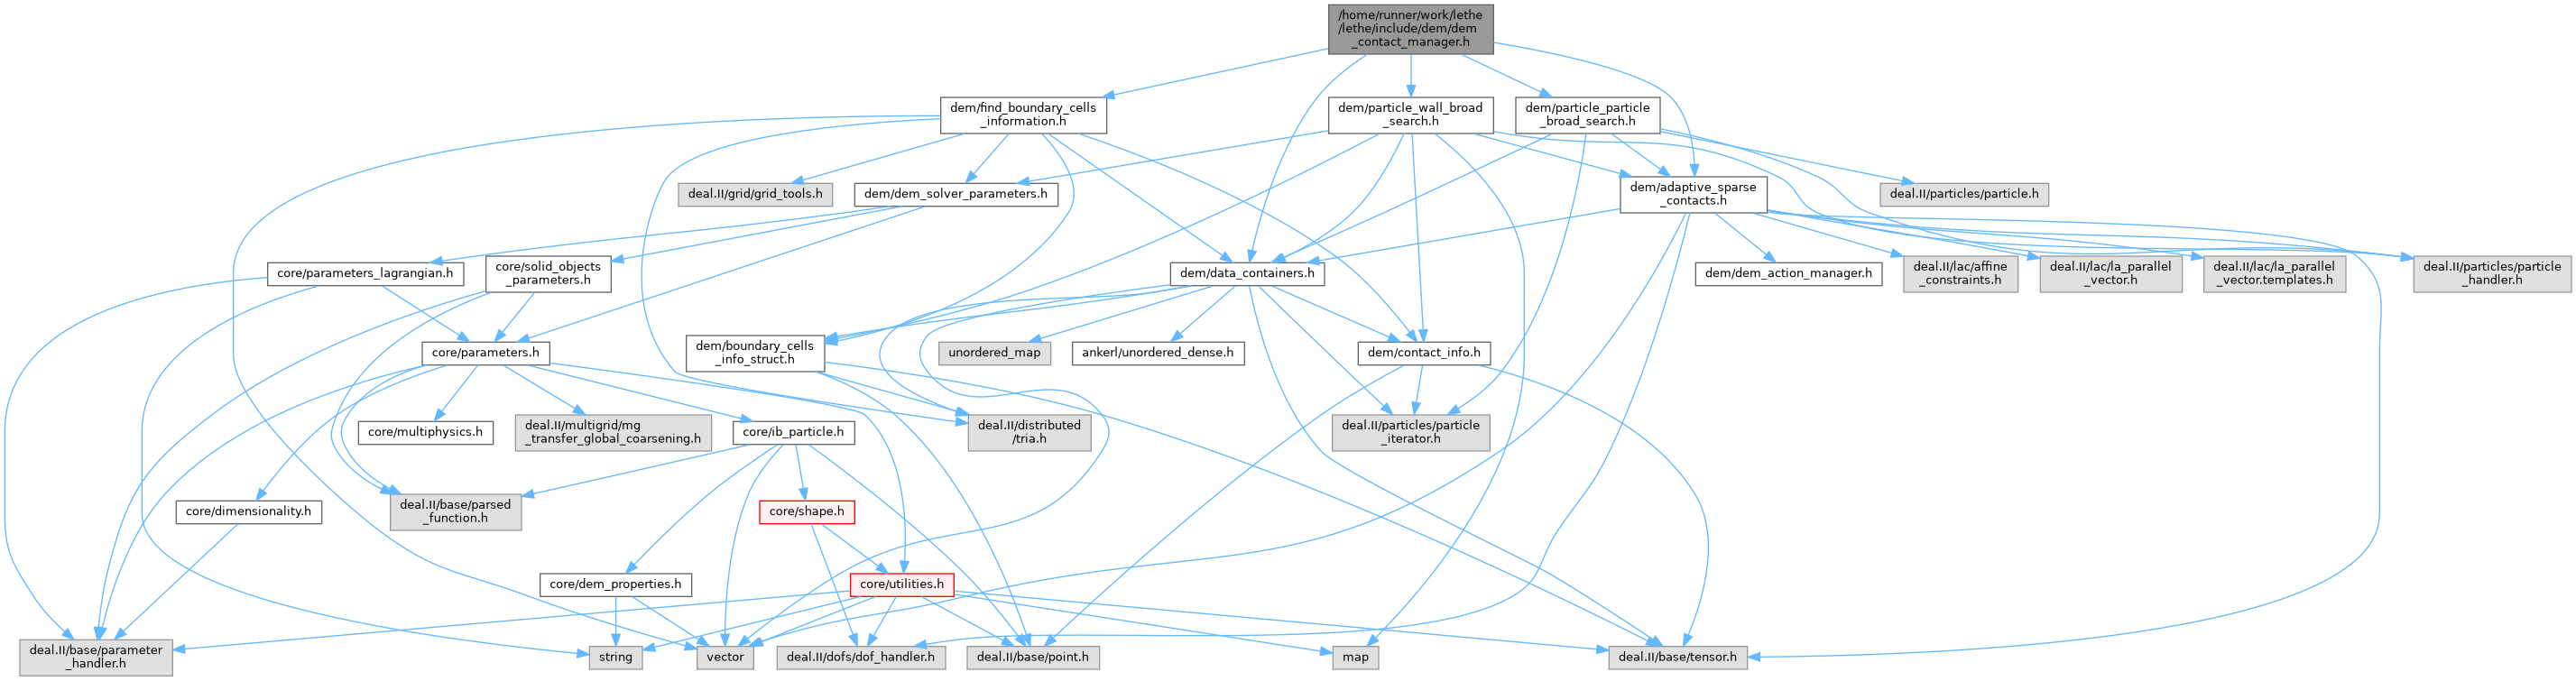 /home/runner/work/lethe
/lethe/include/dem/dem
_contact_manager.h
dem/find_boundary_cells
_information.h
dem/particle_wall_broad
_search.h
dem/particle_particle
_broad_search.h
deal.II/grid/grid_tools.h
dem/dem_solver_parameters.h
dem/adaptive_sparse
_contacts.h
deal.II/particles/particle.h
core/parameters_lagrangian.h
core/solid_objects
_parameters.h
dem/data_containers.h
dem/dem_action_manager.h
deal.II/lac/affine
_constraints.h
deal.II/lac/la_parallel
_vector.h
deal.II/lac/la_parallel
_vector.templates.h
deal.II/particles/particle
_handler.h
core/parameters.h
dem/boundary_cells
_info_struct.h
unordered_map
ankerl/unordered_dense.h
dem/contact_info.h
core/multiphysics.h
deal.II/multigrid/mg
_transfer_global_coarsening.h
core/ib_particle.h
deal.II/distributed
/tria.h
deal.II/particles/particle
_iterator.h
core/dimensionality.h
deal.II/base/parsed
_function.h
core/shape.h
core/dem_properties.h
core/utilities.h
deal.II/base/parameter
_handler.h
string
vector
deal.II/dofs/dof_handler.h
deal.II/base/point.h
map
deal.II/base/tensor.h